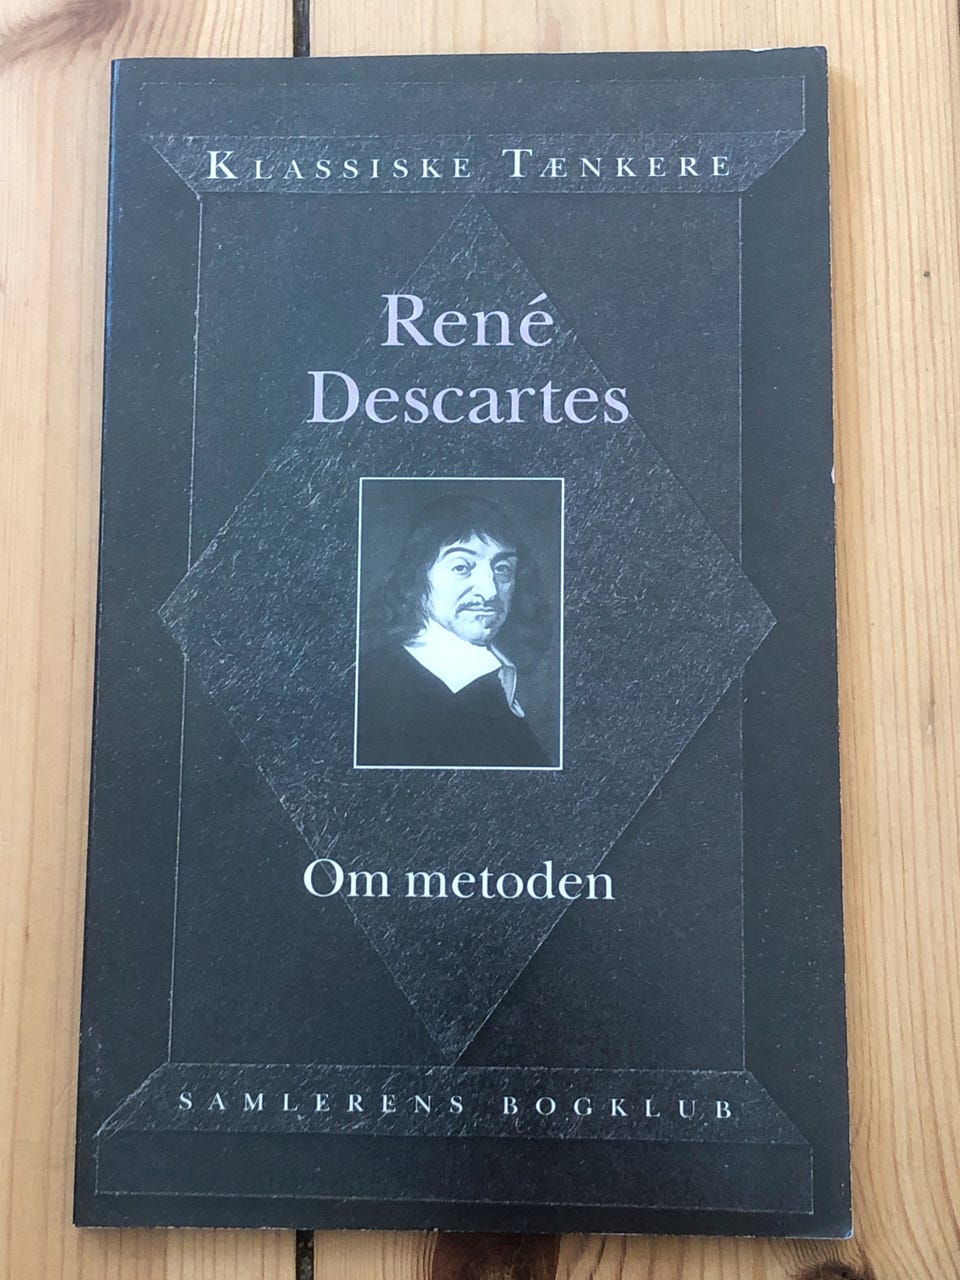 KLASSISKE TÆNKERE
René
Descartes
Om metoden
SAMLERENS BOGKLUB